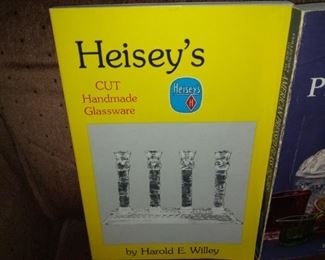 Heisey's
CUT
Handmade
Glassware
Heisey's
H
by Harold E. Willey
P